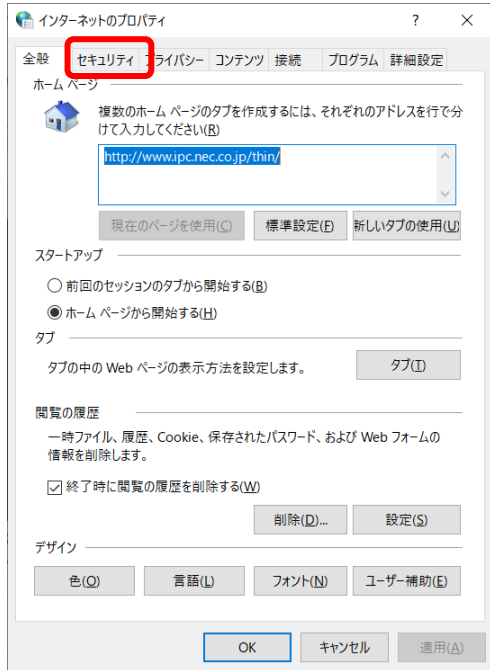 インターネットのプロパティ ? ×
全般 セキュリティ プライバシー コンテンツ 接続 プログラム 詳細設定
ホーム ページ
複数のホーム ページのタブを作成するには、それぞれのアドレスを行で分
けて入力してください(R)
http://www.ipc.nec.co.jp/thin/
現在のページを使用(C) 標準設定(F) 新しいタブの使用(U)
スタートアップ
前回のセッションのタブから開始する(B)
ホーム ページから開始する(H)
タブ
タブの中の Web ページの表示方法を設定します。 タブ(T)
閲覧の履歴
一時ファイル、履歴、Cookie、保存されたパスワード、および Web フォームの
情報を削除します。
終了時に閲覧の履歴を削除する(W)
削除(D)... 設定(S)
デザイン
色(O) 言語(L) フォント(N) ユーザー補助(E)
OK キャンセル 適用(A)